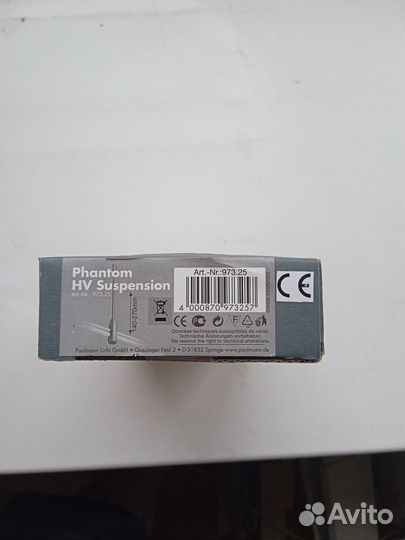 Phantom
HV Suspension
Art.-Nr.: 973.25
140-270mm
Art.-Nr.:973.25
4 000870 973257
CE
F
Données techniques susceptible de varier.
Technische Änderungen vorbehalten.
We reserve the right to technical alterations.
Paulmann Licht GmbH • Quezinger Feld 2 • D-31832 Springe www.paulmann.de
CE
Avito